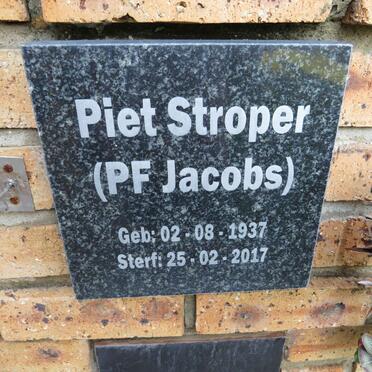 Piet Stroper
(PF Jacobs)
Geb: 02 - 08 - 1937
Sterf: 25 - 02 - 2017